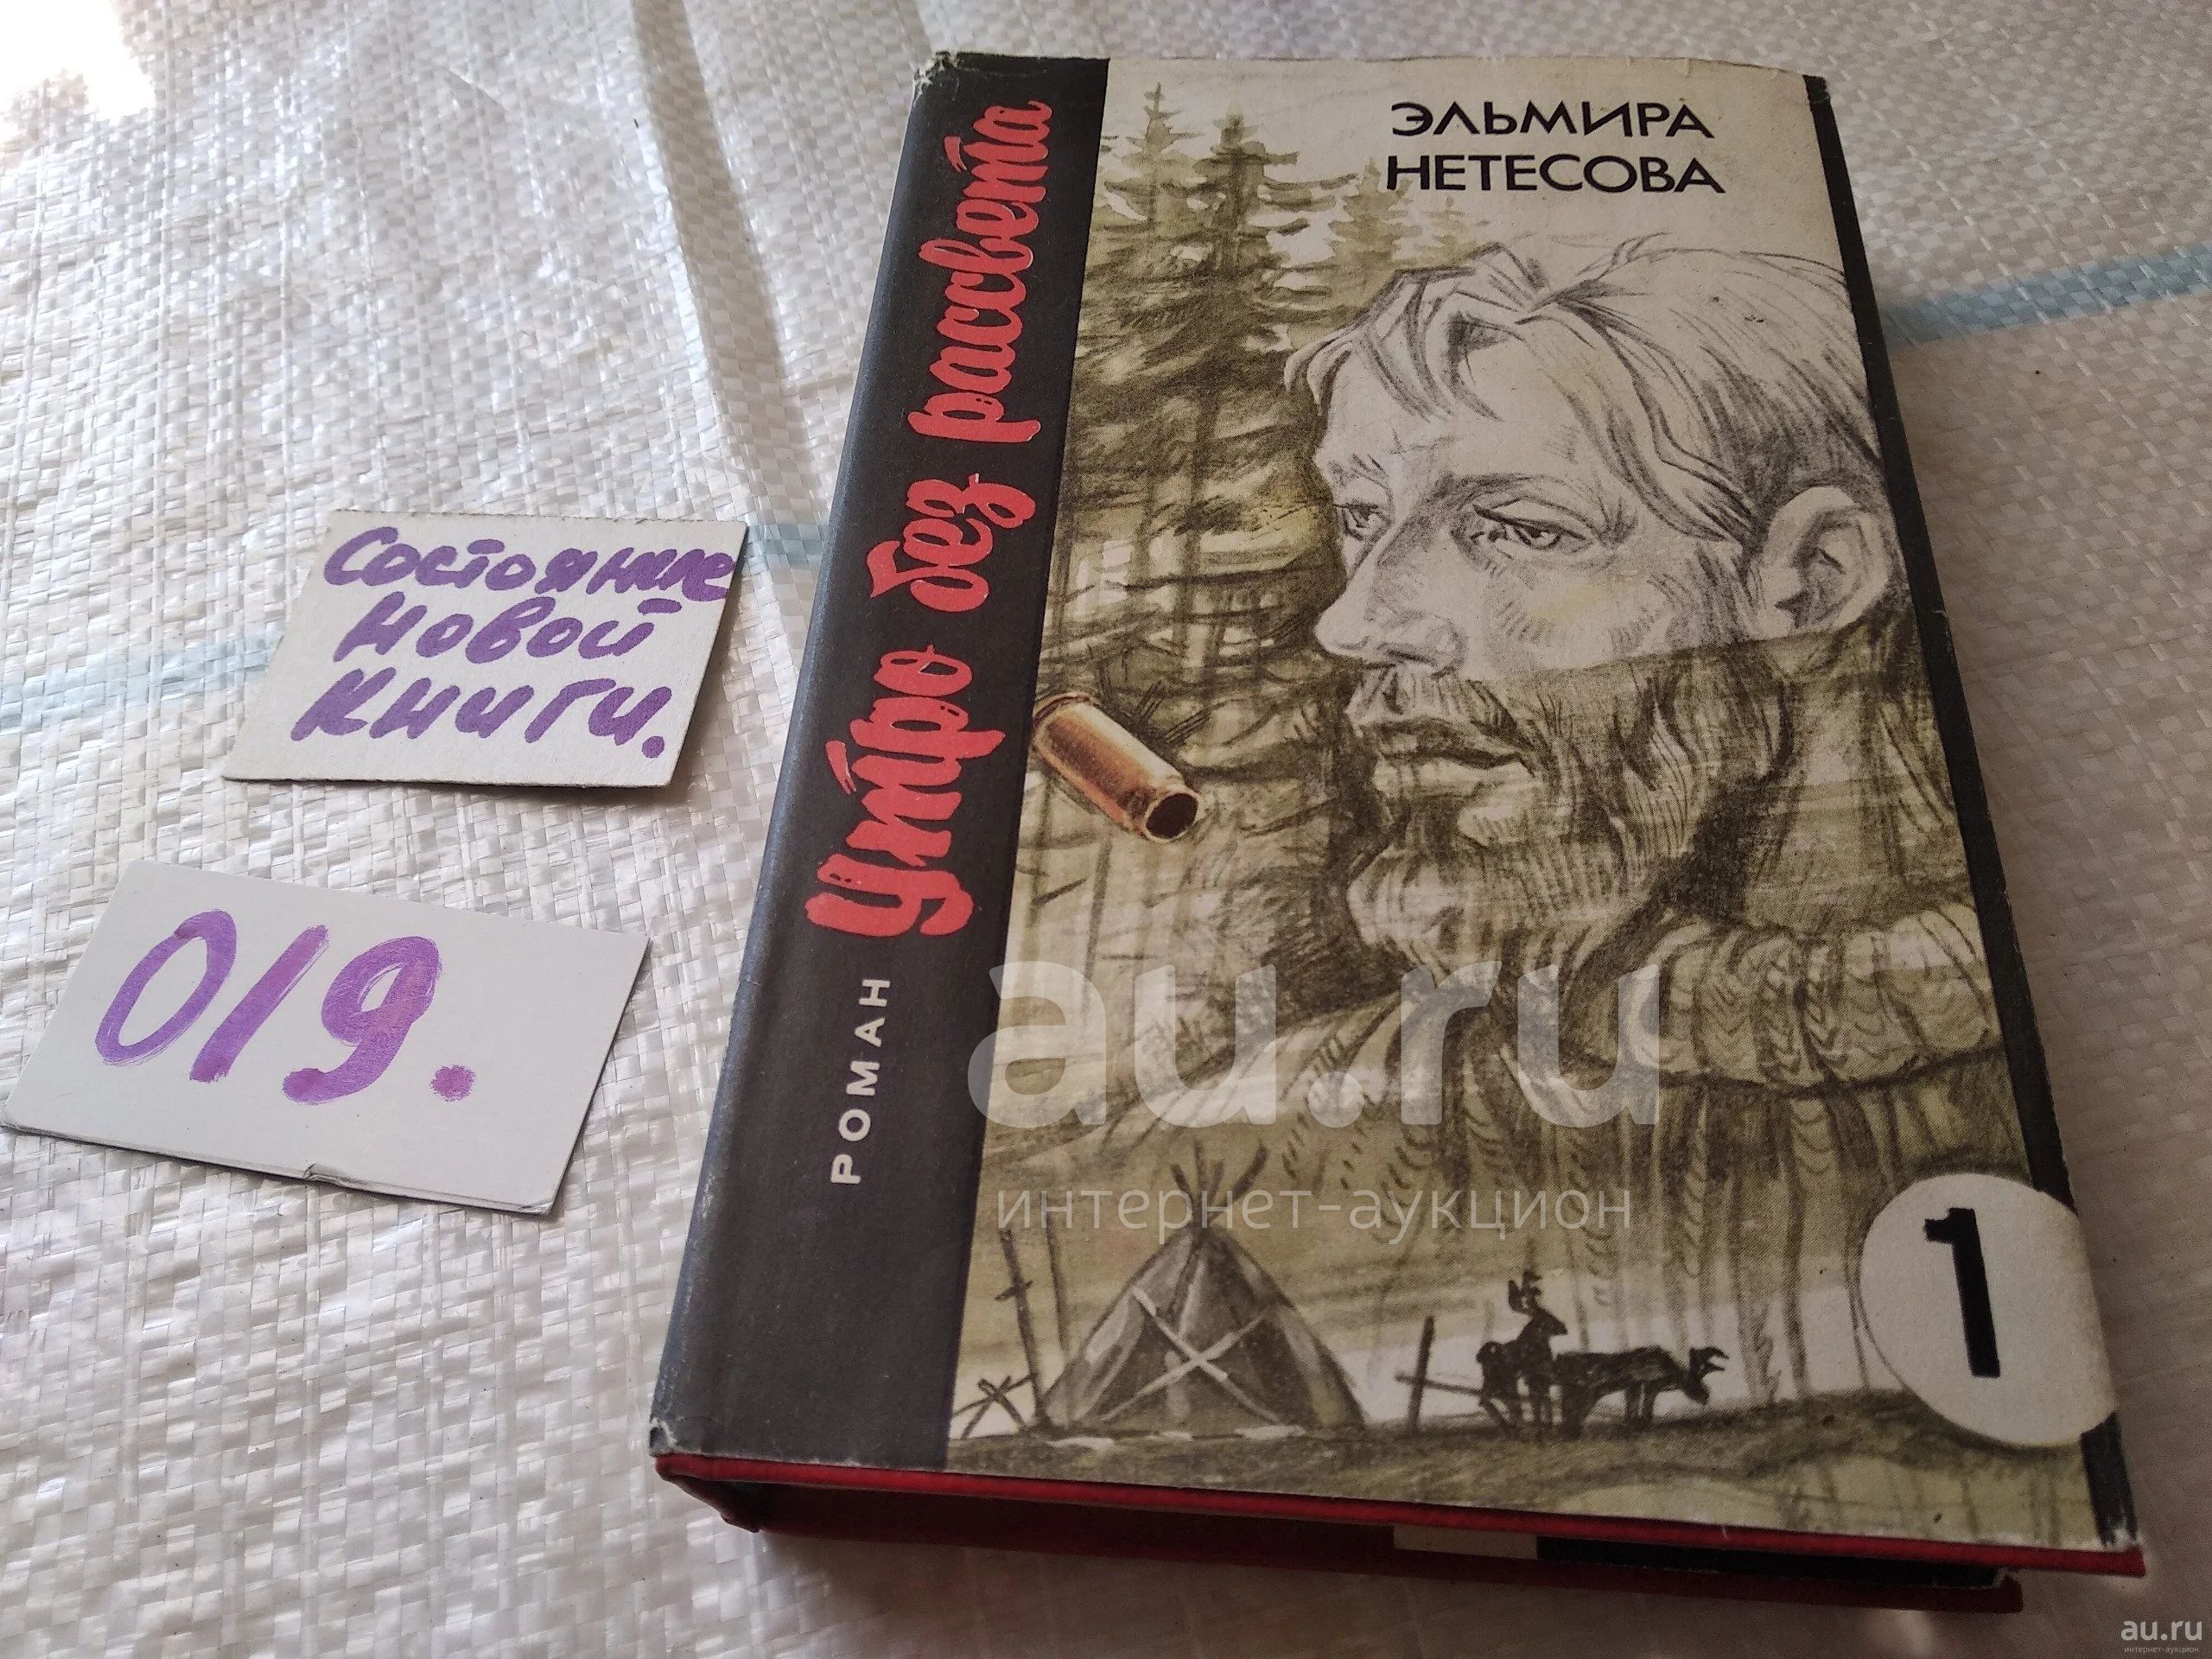 ЭЛЬМИРА
НЕТЕСОВА
РОМАН Утро без рассвета
1
Состояние
новой
книги.
019.
au.ru
интернет-аукцион
au.ru
интернет-аукцион